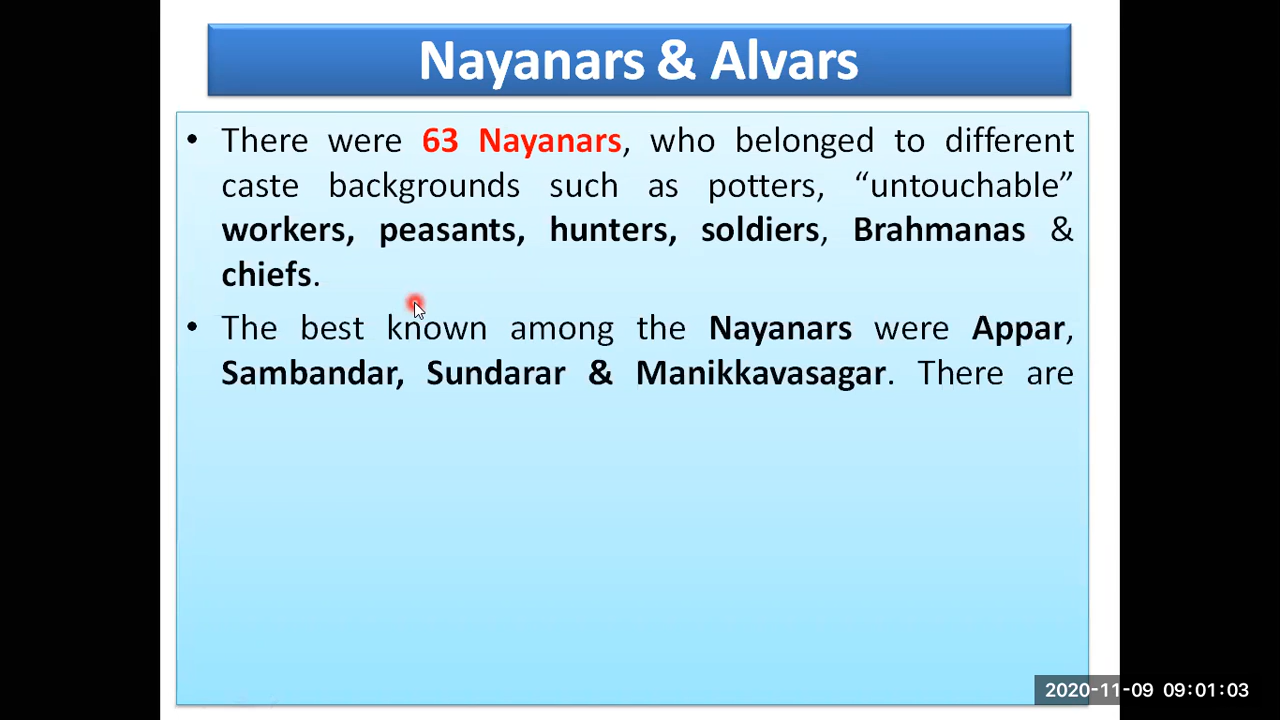 Nayanars & Alvars
• There were 63 Nayanars, who belonged to different
caste backgrounds such as potters, “untouchable”
workers, peasants, hunters, soldiers, Brahmanas &
chiefs.
• The best known among the Nayanars were Appar,
Sambandar, Sundarar & Manikkavasagar. There are
2020-11-09 09:01:03